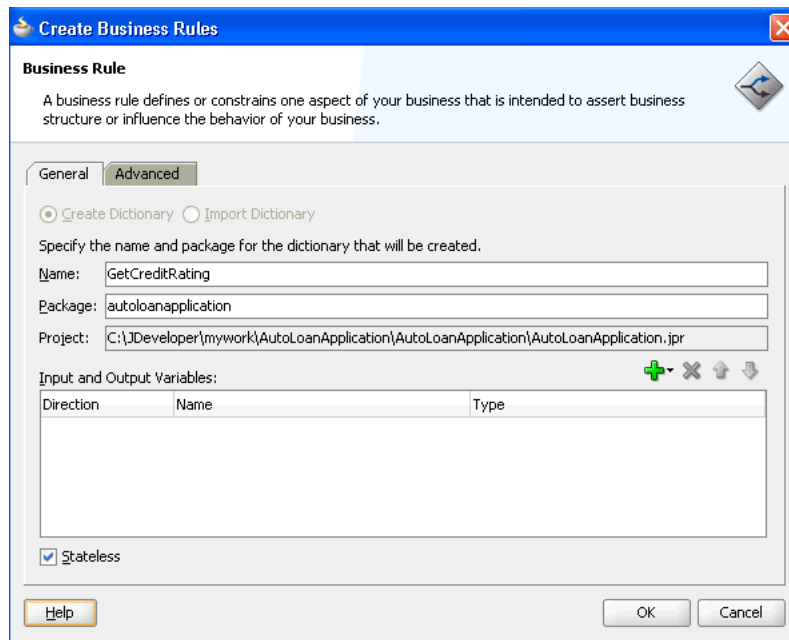 Create Business Rules
Business Rule
A business rule defines or constrains one aspect of your business that is intended to assert business
structure or influence the behavior of your business.
General Advanced
Create Dictionary Import Dictionary
Specify the name and package for the dictionary that will be created.
Name: GetCreditRating
Package: autoloanapplication
Project: C:\JDeveloper\mywork\AutoLoanApplication\AutoLoanApplication\AutoLoanApplication.jpr
Input and Output Variables:
Direction Name Type
Stateless
Help OK Cancel